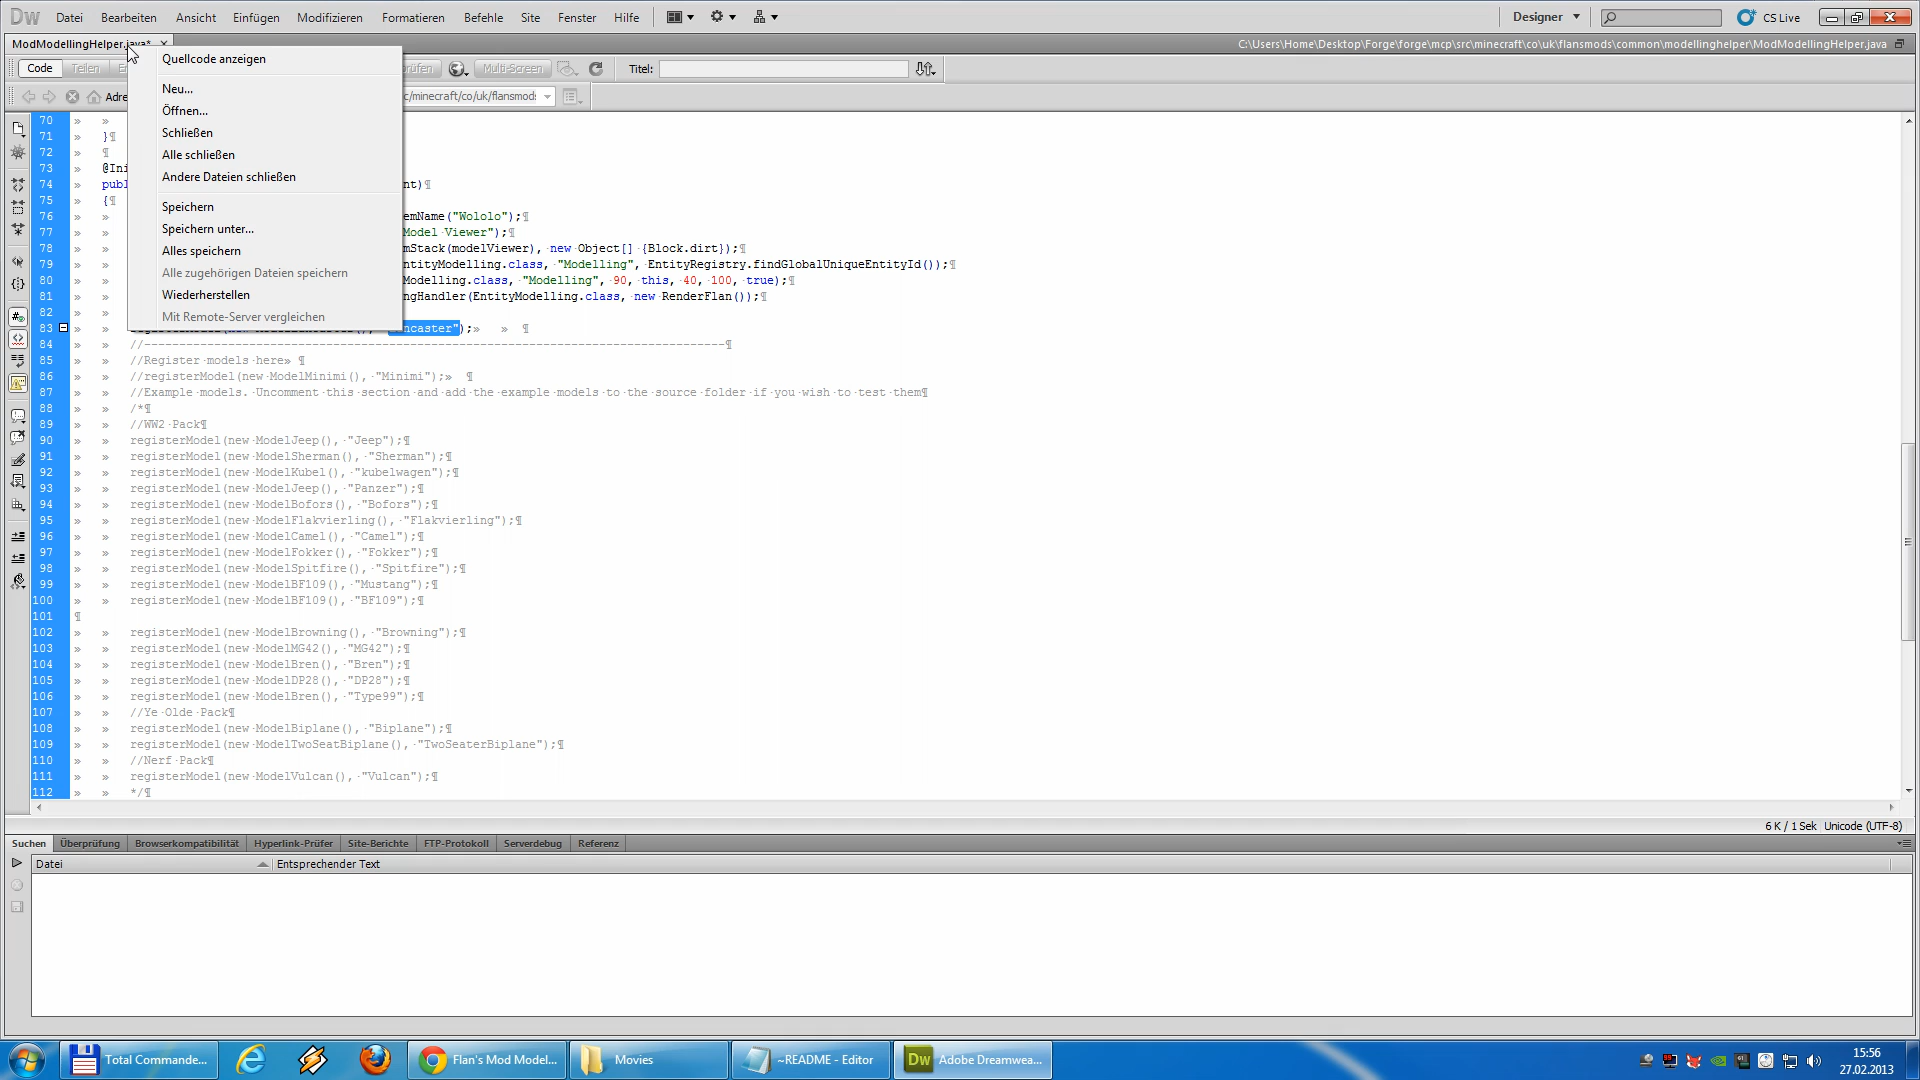 Dw Datei Bearbeiten Ansicht Einfügen Modifizieren Formatieren Befehle Site Fenster Hilfe Designer CS Live
ModModellingHelper.java* C:\Users\Home\Desktop\Forge\forge\mcp\src\minecraft\co\uk\flansmods\common\modellinghelper\ModModellingHelper.java
Code Teilen Multi-Screen Titel:
Adre c/minecraft/co/uk/flansmod
Quellcode anzeigen
Neu...
Öffnen...
Schließen
Alle schließen
Andere Dateien schließen
Speichern
Speichern unter...
Alles speichern
Alle zugehörigen Dateien speichern
Wiederherstellen
Mit Remote-Server vergleichen
70 » »
71 » }¶
72 » ¶
73 » @Ini
74 » publ nt)¶
75 » {¶
76 » emName("Wololo");¶
77 » Model·Viewer");¶
78 » mStack(modelViewer),·new·Object[]·{Block.dirt});¶
79 » ntityModelling.class,·"Modelling",·EntityRegistry.findGlobalUniqueEntityId());¶
80 » Modelling.class,·"Modelling",·90,·this,·40,·100,·true);¶
81 » ngHandler(EntityModelling.class,·new·RenderFlan());¶
82 »
83 » » ncaster");» » ¶
84 » » //-----------------------------------------------------------------------------------¶
85 » » //Register·models·here» ¶
86 » » //registerModel(new·ModelMinimi(),·"Minimi");» ¶
87 » » //Example·models.·Uncomment·this·section·and·add·the·example·models·to·the·source·folder·if·you·wish·to·test·them¶
88 » » /*¶
89 » » //WW2·Pack¶
90 » » registerModel(new·ModelJeep(),·"Jeep");¶
91 » » registerModel(new·ModelSherman(),·"Sherman");¶
92 » » registerModel(new·ModelKubel(),·"kubelwagen");¶
93 » » registerModel(new·ModelJeep(),·"Panzer");¶
94 » » registerModel(new·ModelBofors(),·"Bofors");¶
95 » » registerModel(new·ModelFlakvierling(),·"Flakvierling");¶
96 » » registerModel(new·ModelCamel(),·"Camel");¶
97 » » registerModel(new·ModelFokker(),·"Fokker");¶
98 » » registerModel(new·ModelSpitfire(),·"Spitfire");¶
99 » » registerModel(new·ModelBF109(),·"Mustang");¶
100 » » registerModel(new·ModelBF109(),·"BF109");¶
101 ¶
102 » » registerModel(new·ModelBrowning(),·"Browning");¶
103 » » registerModel(new·ModelMG42(),·"MG42");¶
104 » » registerModel(new·ModelBren(),·"Bren");¶
105 » » registerModel(new·ModelDP28(),·"DP28");¶
106 » » registerModel(new·ModelBren(),·"Type99");¶
107 » » //Ye·Olde·Pack¶
108 » » registerModel(new·ModelBiplane(),·"Biplane");¶
109 » » registerModel(new·ModelTwoSeatBiplane(),·"TwoSeaterBiplane");¶
110 » » //Nerf·Pack¶
111 » » registerModel(new·ModelVulcan(),·"Vulcan");¶
112 » » */¶
6 K / 1 Sek Unicode (UTF-8)
Suchen Überprüfung Browserkompatibilität Hyperlink-Prüfer Site-Berichte FTP-Protokoll Serverdebug Referenz
Datei Entsprechender Text
Total Commande... Flan's Mod Model... Movies ~README - Editor Dw Adobe Dreamwea...
15:56
27.02.2013